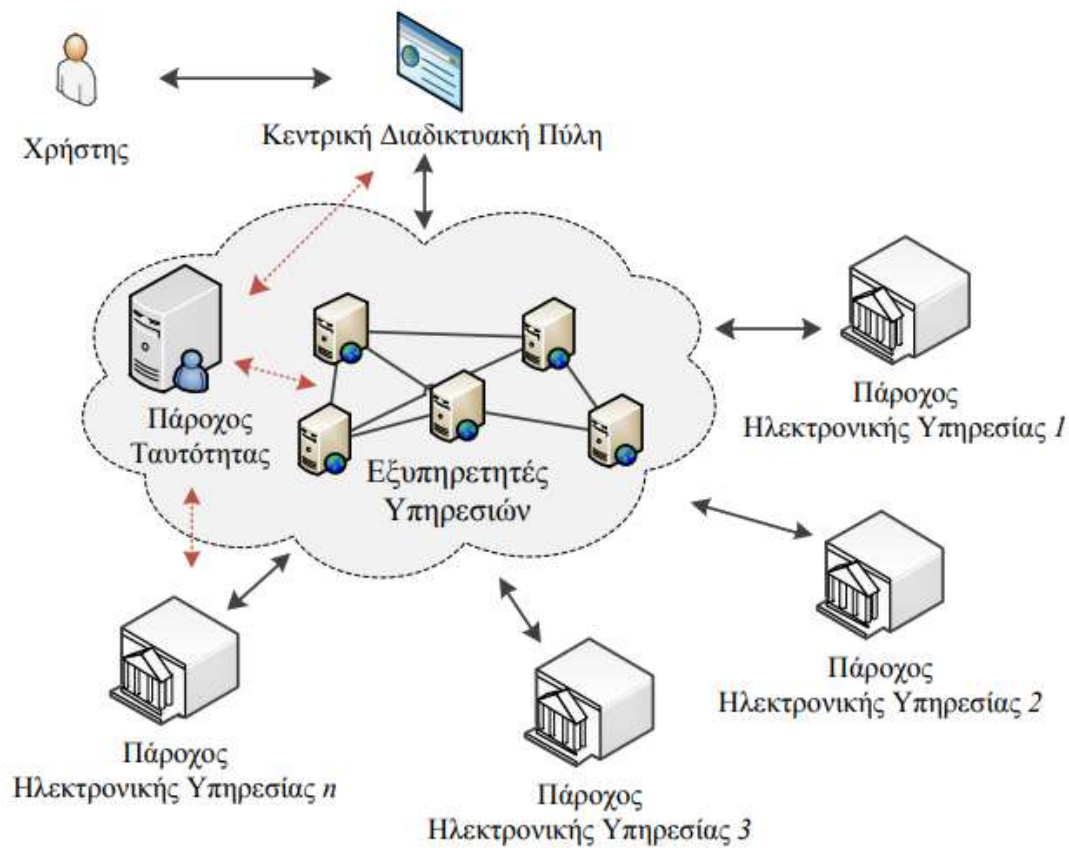 Χρήστης
Κεντρική Διαδικτυακή Πύλη
Πάροχος
Ταυτότητας
Εξυπηρετητές
Υπηρεσιών
Πάροχος
Ηλεκτρονικής Υπηρεσίας 1
Πάροχος
Ηλεκτρονικής Υπηρεσίας 2
Πάροχος
Ηλεκτρονικής Υπηρεσίας n
Πάροχος
Ηλεκτρονικής Υπηρεσίας 3